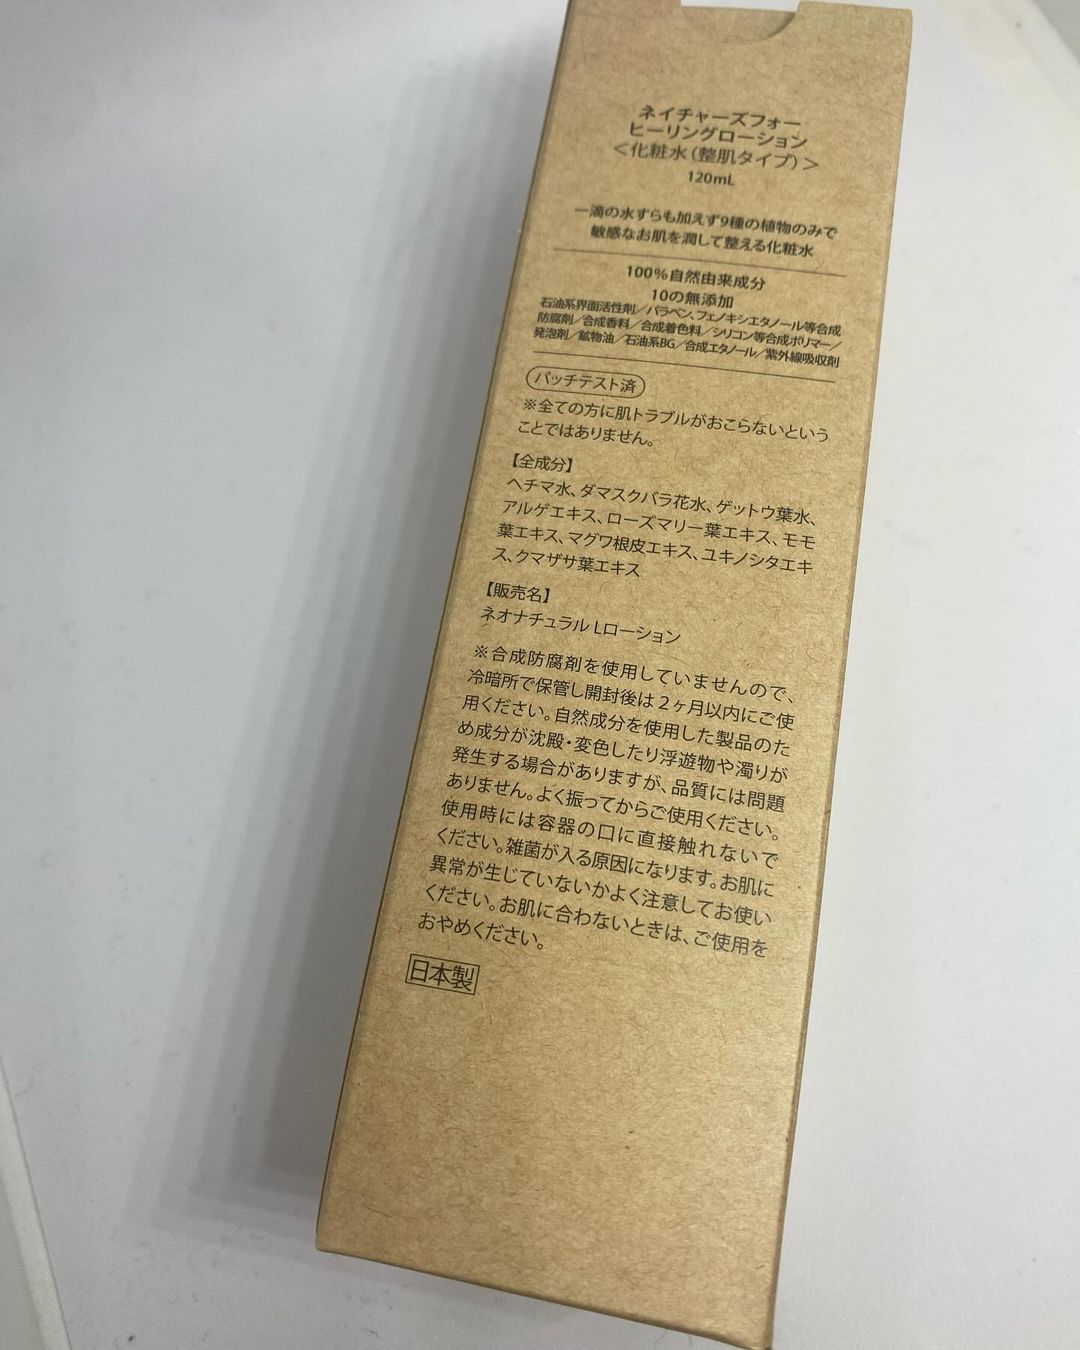 ネイチャーズフォー
ヒーリングローション
＜化粧水（整肌タイプ）＞
120mL
一滴の水すらも加えず9種の植物のみで
敏感なお肌を潤して整える化粧水
100%自然由来成分
10の無添加
石油系界面活性剤／パラベン、フェノキシエタノール等合成
防腐剤／合成香料／合成着色料／シリコン等合成ポリマー／
発泡剤／鉱物油／石油系BG／合成エタノール／紫外線吸収剤
パッチテスト済
※全ての方に肌トラブルがおこらないという
ことではありません。
【全成分】
ヘチマ水、ダマスクバラ花水、ゲットウ葉水、
アルゲエキス、ローズマリー葉エキス、モモ
葉エキス、マグワ根皮エキス、ユキノシタエキ
ス、クマザサ葉エキス
【販売名】
ネオナチュラル Lローション
※合成防腐剤を使用していませんので、
冷暗所で保管し開封後は2ヶ月以内にご使
用ください。自然成分を使用した製品のた
め成分が沈殿・変色したり浮遊物や濁りが
発生する場合がありますが、品質には問題
ありません。よく振ってからご使用ください。
使用時には容器の口に直接触れないで
ください。雑菌が入る原因になります。お肌に
異常が生じていないかよく注意してお使い
ください。お肌に合わないときは、ご使用を
おやめください。
日本製